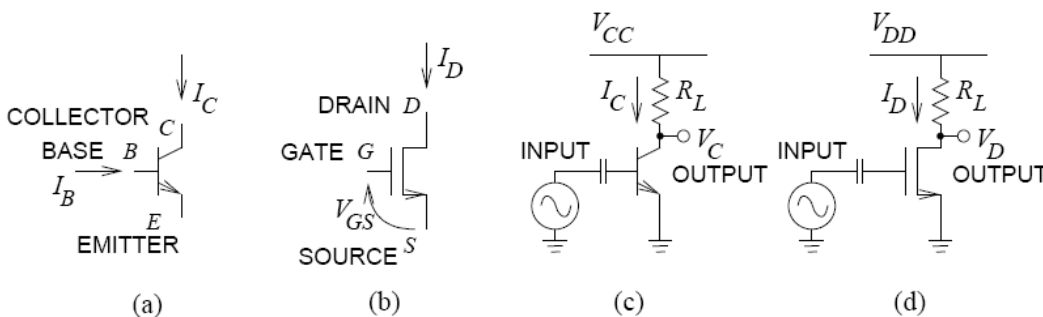 I_C
COLLECTOR
C
BASE
B
I_B
E
EMITTER
(a)
I_D
DRAIN D
GATE G
V_GS
S
SOURCE
(b)
V_CC
I_C
R_L
V_C
INPUT
OUTPUT
(c)
V_DD
I_D
R_L
V_D
INPUT
OUTPUT
(d)